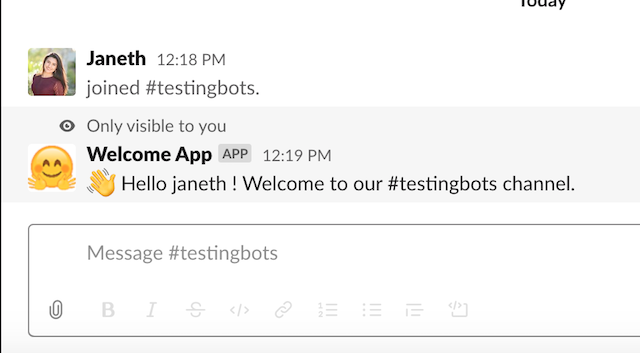 Today
Janeth 12:18 PM
joined #testingbots.
Only visible to you
Welcome App APP 12:19 PM
Hello janeth ! Welcome to our #testingbots channel.
Message #testingbots